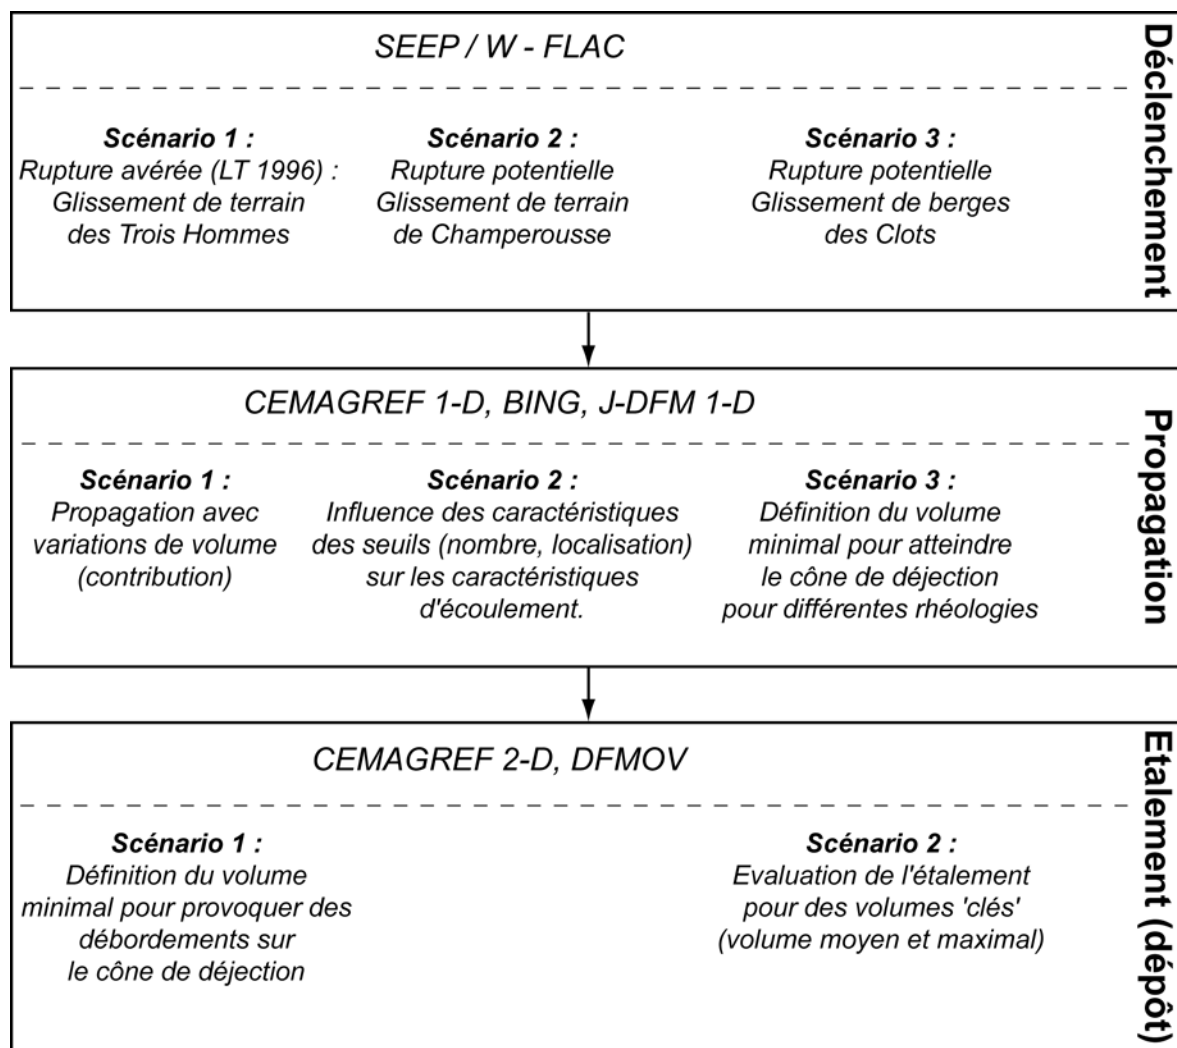 SEEP / W - FLAC
Déclenchement
Scénario 1 :
Rupture avérée (LT 1996) :
Glissement de terrain
des Trois Hommes
Scénario 2 :
Rupture potentielle
Glissement de terrain
de Champerousse
Scénario 3 :
Rupture potentielle
Glissement de berges
des Clots
CEMAGREF 1-D, BING, J-DFM 1-D
Propagation
Scénario 1 :
Propagation avec
variations de volume
(contribution)
Scénario 2 :
Influence des caractéristiques
des seuils (nombre, localisation)
sur les caractéristiques
d'écoulement.
Scénario 3 :
Définition du volume
minimal pour atteindre
le cône de déjection
pour différentes rhéologies
CEMAGREF 2-D, DFMOV
Etalement (dépôt)
Scénario 1 :
Définition du volume
minimal pour provoquer des
débordements sur
le cône de déjection
Scénario 2 :
Evaluation de l'étalement
pour des volumes 'clés'
(volume moyen et maximal)